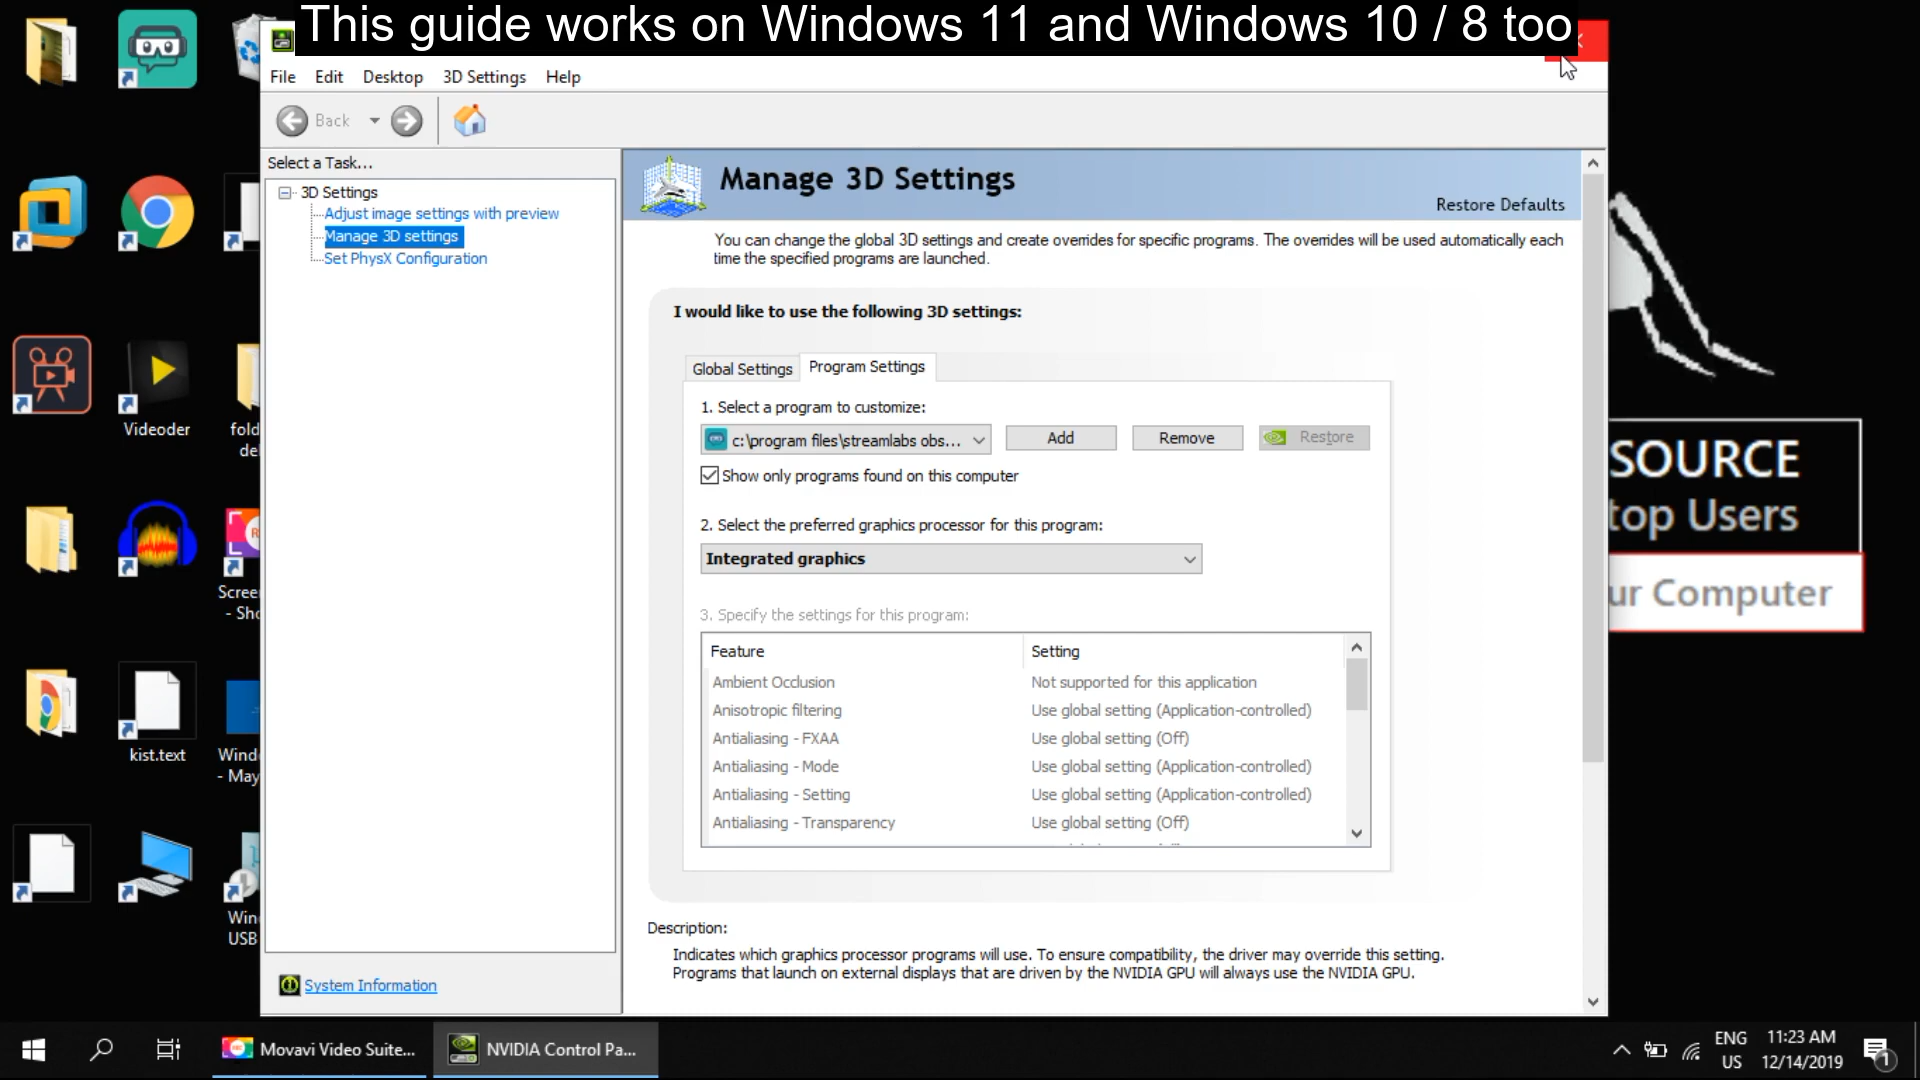 This guide works on Windows 11 and Windows 10 / 8 too
File Edit Desktop 3D Settings Help
Back
Select a Task...
3D Settings
Adjust image settings with preview
Manage 3D settings
Set PhysX Configuration
System Information
Manage 3D Settings
Restore Defaults
You can change the global 3D settings and create overrides for specific programs. The overrides will be used automatically each
time the specified programs are launched.
I would like to use the following 3D settings:
Global Settings Program Settings
1. Select a program to customize:
c:\program files\streamlabs obs... Add Remove Restore
Show only programs found on this computer
2. Select the preferred graphics processor for this program:
Integrated graphics
3. Specify the settings for this program:
Feature Setting
Ambient Occlusion Not supported for this application
Anisotropic filtering Use global setting (Application-controlled)
Antialiasing - FXAA Use global setting (Off)
Antialiasing - Mode Use global setting (Application-controlled)
Antialiasing - Setting Use global setting (Application-controlled)
Antialiasing - Transparency Use global setting (Off)
Description:
Indicates which graphics processor programs will use. To ensure compatibility, the driver may override this setting.
Programs that launch on external displays that are driven by the NVIDIA GPU will always use the NVIDIA GPU.
Videoder
fold
de
Scree
- Sho
kist.text
Wind
- May
Win
USB
SOURCE
top Users
ur Computer
Movavi Video Suite...
NVIDIA Control Pa...
ENG
US
11:23 AM
12/14/2019
1